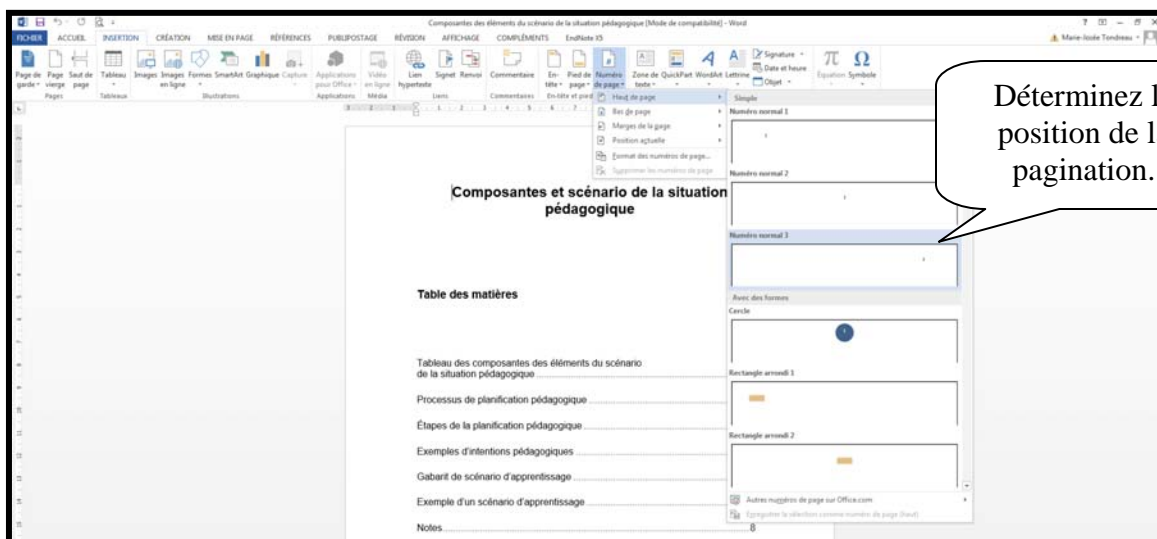 Composantes des éléments du scénario de la situation pédagogique [Mode de compatibilité] - Word
FICHIER ACCUEIL INSERTION CRÉATION MISE EN PAGE RÉFÉRENCES PUBLIPOSTAGE RÉVISION AFFICHAGE COMPLÉMENTS EndNote X5 Marie-Josée Tondreau
Page de garde Page vierge Saut de page Tableau Images Images en ligne Formes SmartArt Graphique Capture Applications pour Office Vidéo en ligne Lien hypertexte Signet Renvoi Commentaire En-tête Pied de page Numéro de page Zone de texte QuickPart WordArt Lettrine Signature Date et heure Objet Équation Symbole
Pages Tableaux Illustrations Applications Média Liens Commentaires En-tête et pied
Haut de page
Bas de page
Marges de la page
Position actuelle
Format des numéros de page...
Supprimer les numéros de page
Simple
Numéro normal 1
Numéro normal 2
Numéro normal 3
Avec des formes
Cercle
Rectangle arrondi 1
Rectangle arrondi 2
Autres numéros de page sur Office.com
Enregistrer la sélection comme numéro de page (haut)
Déterminez l
position de l
pagination.
Composantes et scénario de la situation
pédagogique
Table des matières
Tableau des composantes des éléments du scénario
de la situation pédagogique
Processus de planification pédagogique
Étapes de la planification pédagogique
Exemples d'intentions pédagogiques
Gabarit de scénario d'apprentissage
Exemple d'un scénario d'apprentissage
Notes 8